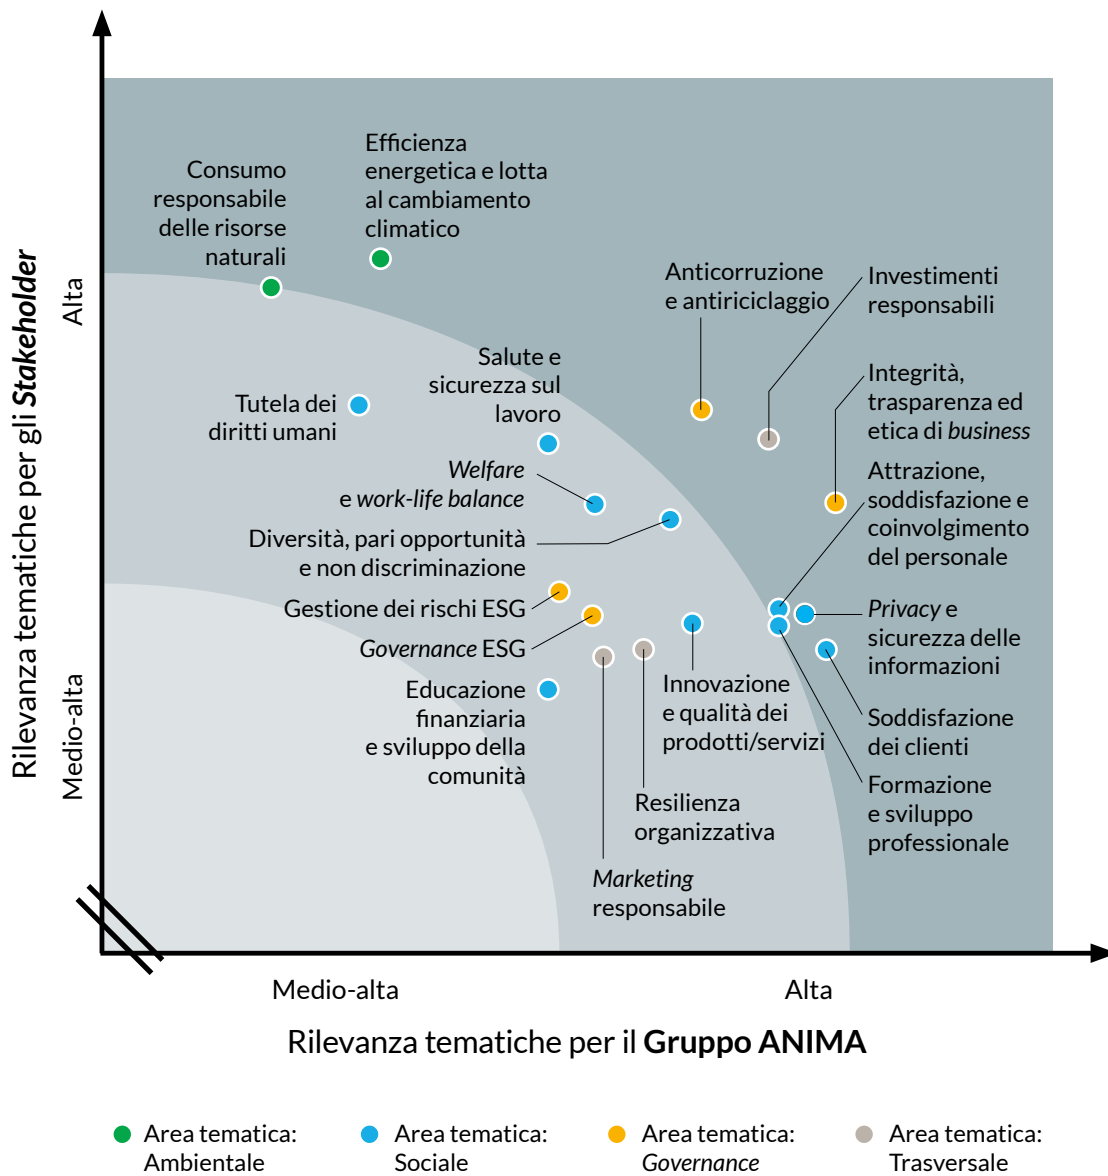 Rilevanza tematiche per gli Stakeholder
Alta
Medio-alta
Consumo
responsabile
delle risorse
naturali
Efficienza
energetica e lotta
al cambiamento
climatico
Anticorruzione
e antiriciclaggio
Investimenti
responsabili
Salute e
sicurezza sul
lavoro
Tutela dei
diritti umani
Integrità,
trasparenza ed
etica di business
Welfare
e work-life balance
Attrazione,
soddisfazione e
coinvolgimento
del personale
Diversità, pari opportunità
e non discriminazione
Gestione dei rischi ESG
Governance ESG
Privacy e
sicurezza delle
informazioni
Educazione
finanziaria
e sviluppo della
comunità
Innovazione
e qualità dei
prodotti/servizi
Soddisfazione
dei clienti
Resilienza
organizzativa
Formazione
e sviluppo
professionale
Marketing
responsabile
Medio-alta
Alta
Rilevanza tematiche per il Gruppo ANIMA
Area tematica:
Ambientale
Area tematica:
Sociale
Area tematica:
Governance
Area tematica:
Trasversale